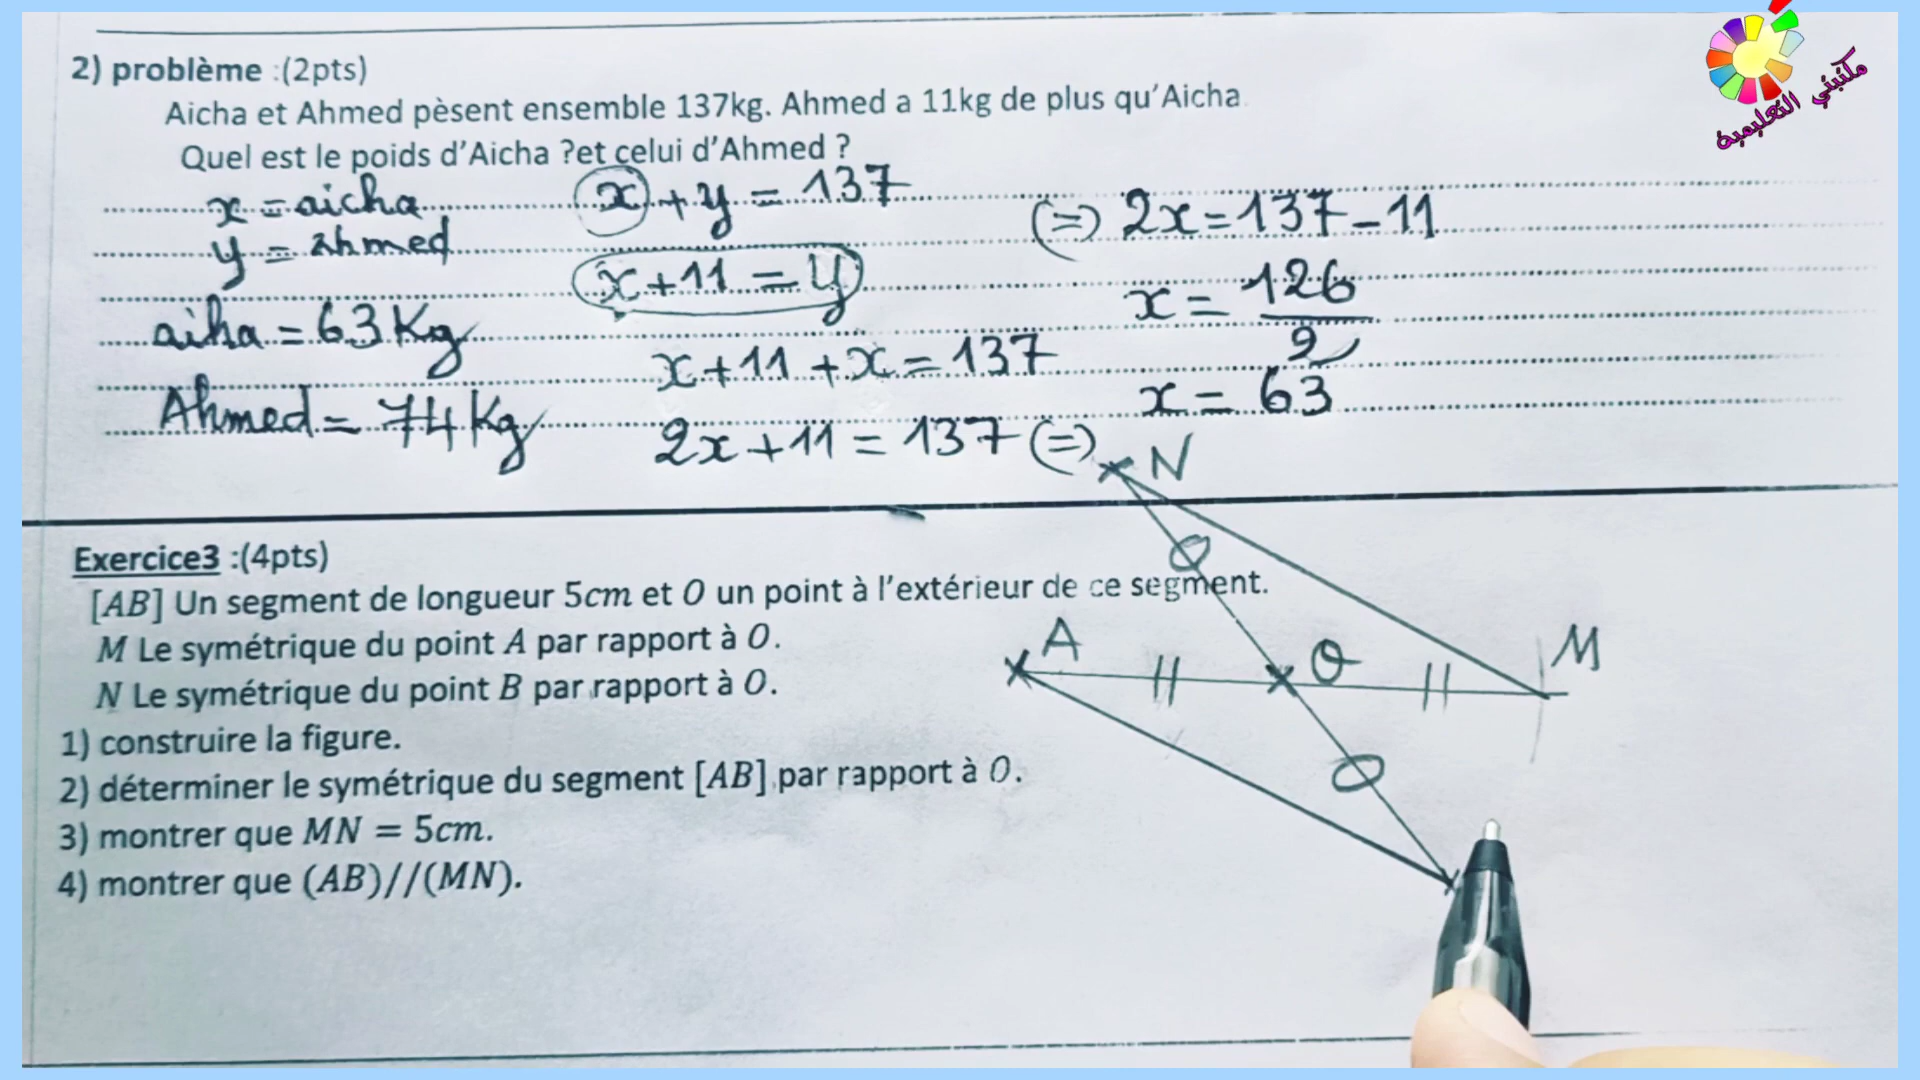 مكتبتي التعليمية
2) problème :(2pts)
Aicha et Ahmed pèsent ensemble 137kg. Ahmed a 11kg de plus qu'Aicha
Quel est le poids d'Aicha ?et celui d'Ahmed ?
x = aicha
y = ahmed
aiha = 63 Kg
Ahmed = 74 Kg
x + y = 137
x + 11 = y
x + 11 + x = 137
2x + 11 = 137 (=)
(=) 2x = 137 - 11
x = 126
2
x = 63
Exercice3 :(4pts)
[AB] Un segment de longueur 5cm et O un point à l'extérieur de ce segment.
M Le symétrique du point A par rapport à O.
N Le symétrique du point B par rapport à O.
1) construire la figure.
2) déterminer le symétrique du segment [AB] par rapport à O.
3) montrer que MN = 5cm.
4) montrer que (AB)//(MN).
N
A
O
M